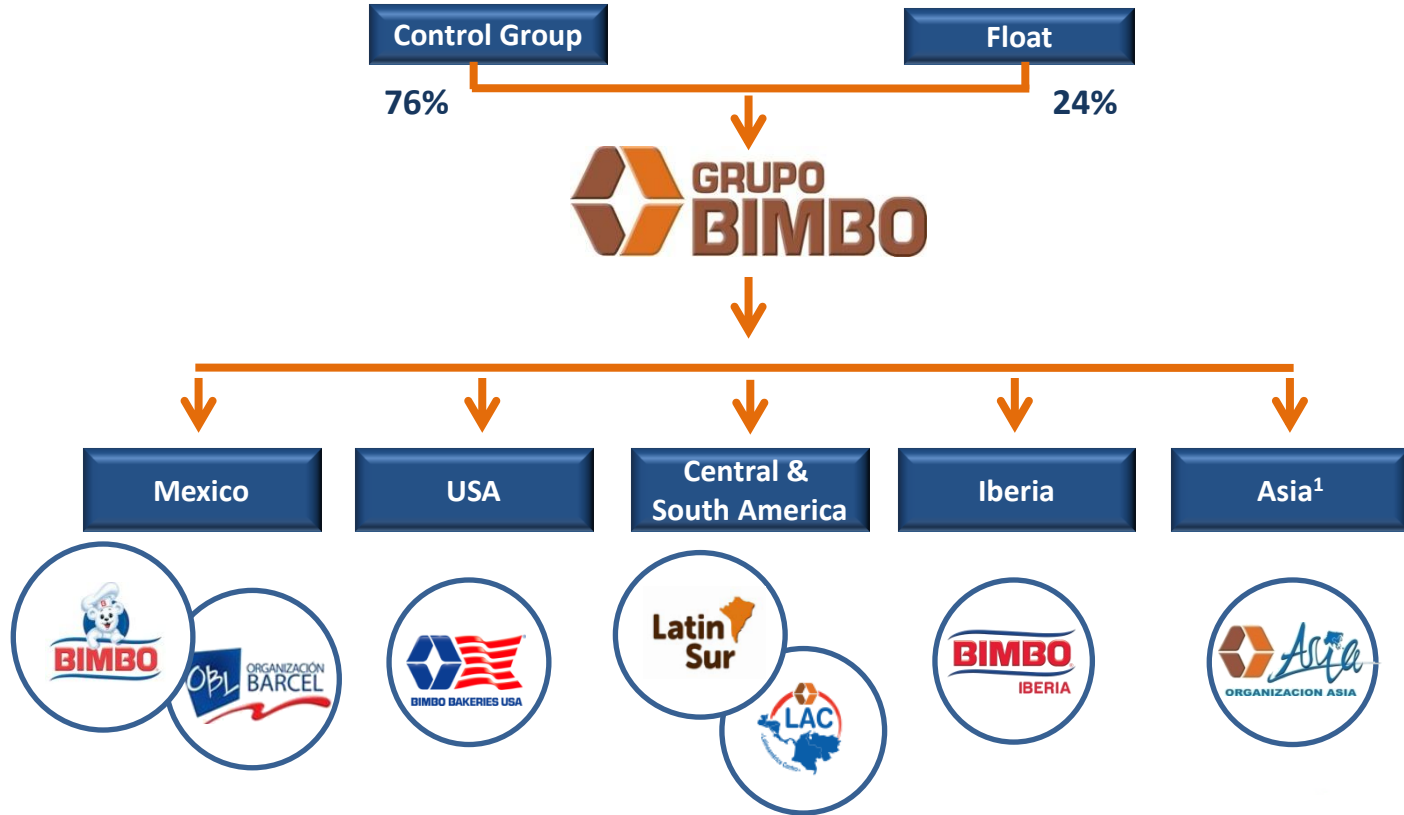 Control Group
Float
76%
24%
GRUPO
BIMBO
Mexico
USA
Central &
South America
Iberia
Asia¹
BIMBO
OBL
ORGANIZACIÓN
BARCEL
BIMBO BAKERIES USA
Latin
Sur
LAC
BIMBO
IBERIA
Asia
ORGANIZACION ASIA